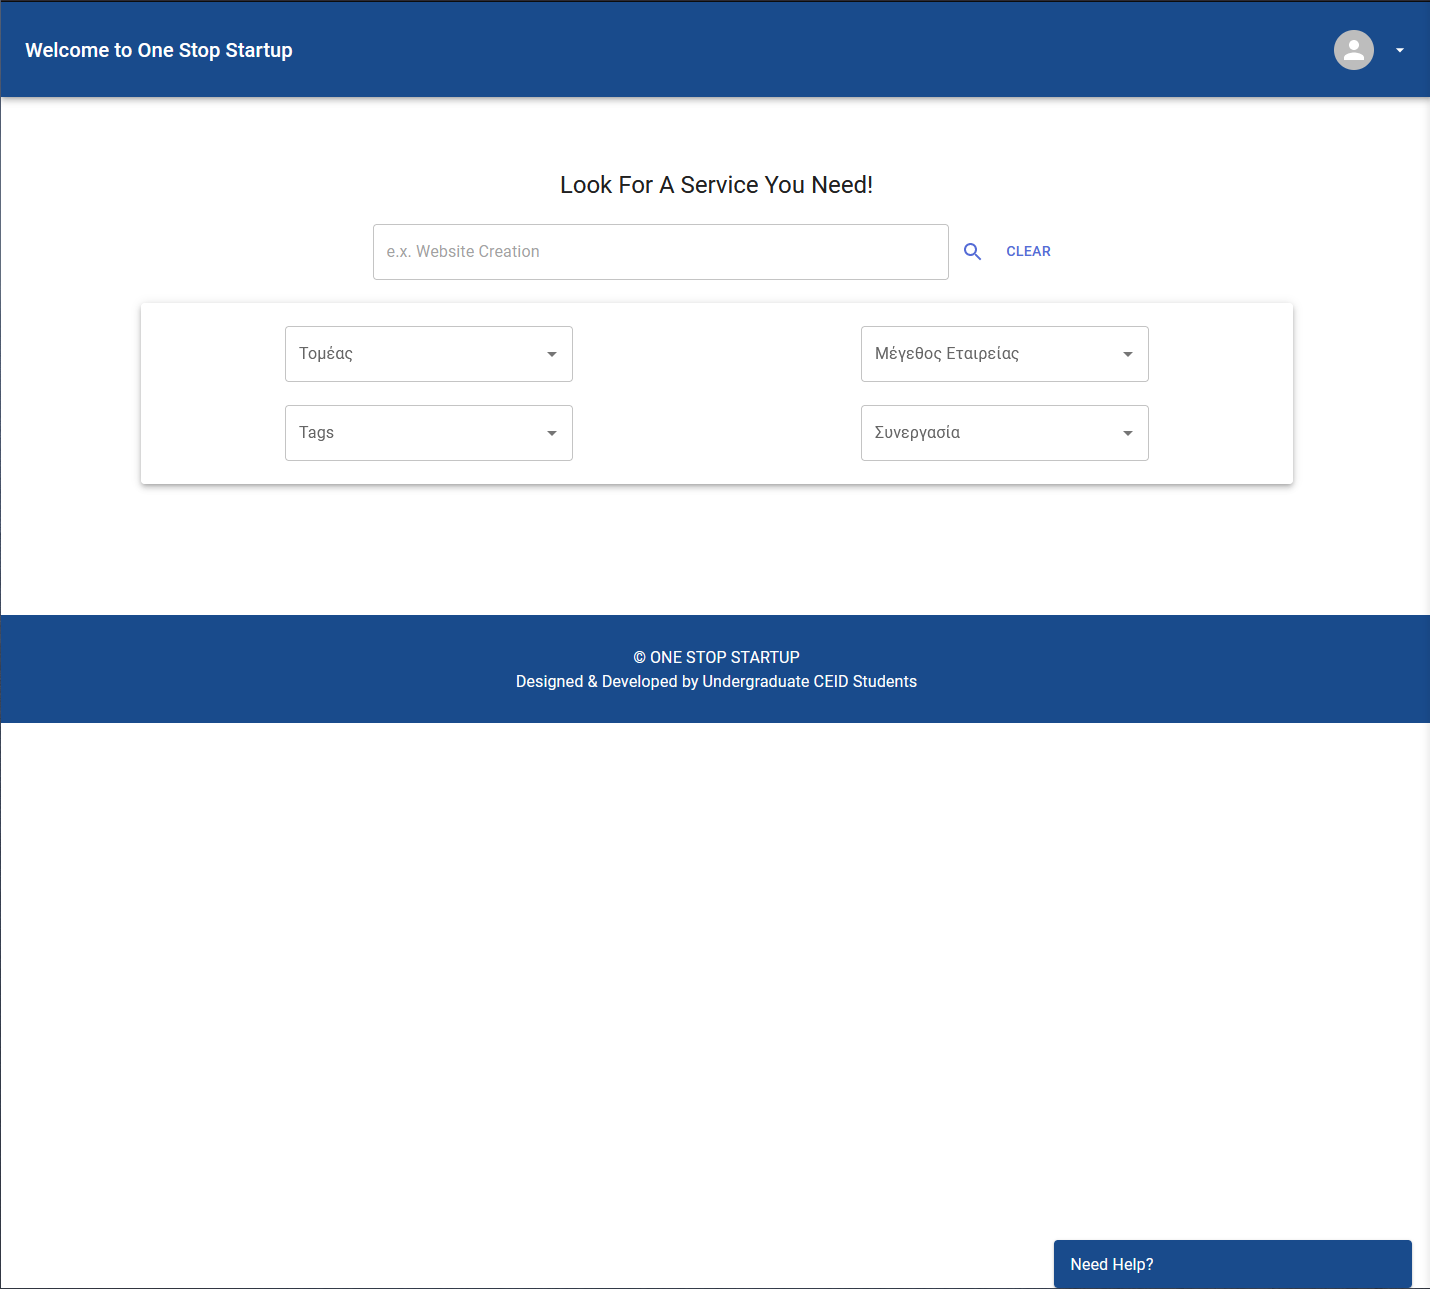 Welcome to One Stop Startup
Look For A Service You Need!
e.x. Website Creation
CLEAR
Τομέας
Μέγεθος Εταιρείας
Tags
Συνεργασία
© ONE STOP STARTUP
Designed & Developed by Undergraduate CEID Students
Need Help?